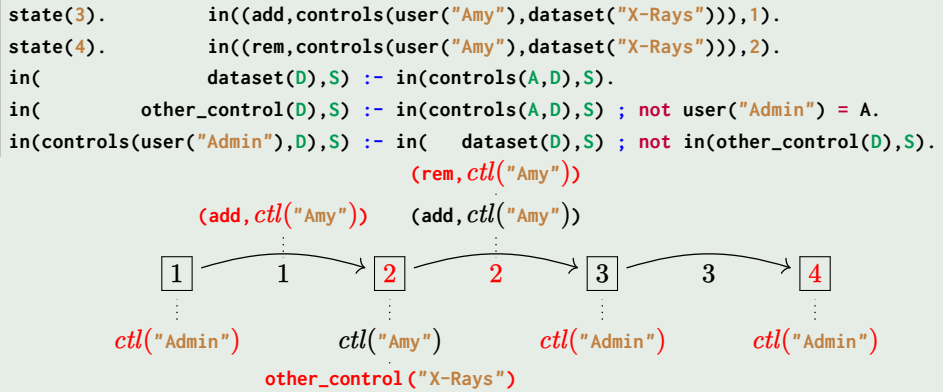 state(3). in((add,controls(user("Amy"),dataset("X-Rays"))),1).
state(4). in((rem,controls(user("Amy"),dataset("X-Rays"))),2).
in( dataset(D),S) :- in(controls(A,D),S).
in( other_control(D),S) :- in(controls(A,D),S) ; not user("Admin") = A.
in(controls(user("Admin"),D),S) :- in( dataset(D),S) ; not in(other_control(D),S).
(rem,ctl("Amy"))
(add,ctl("Amy")) (add,ctl("Amy"))
1 1 2 2 3 3 4
ctl("Admin") ctl("Amy") ctl("Admin") ctl("Admin")
other_control("X-Rays")